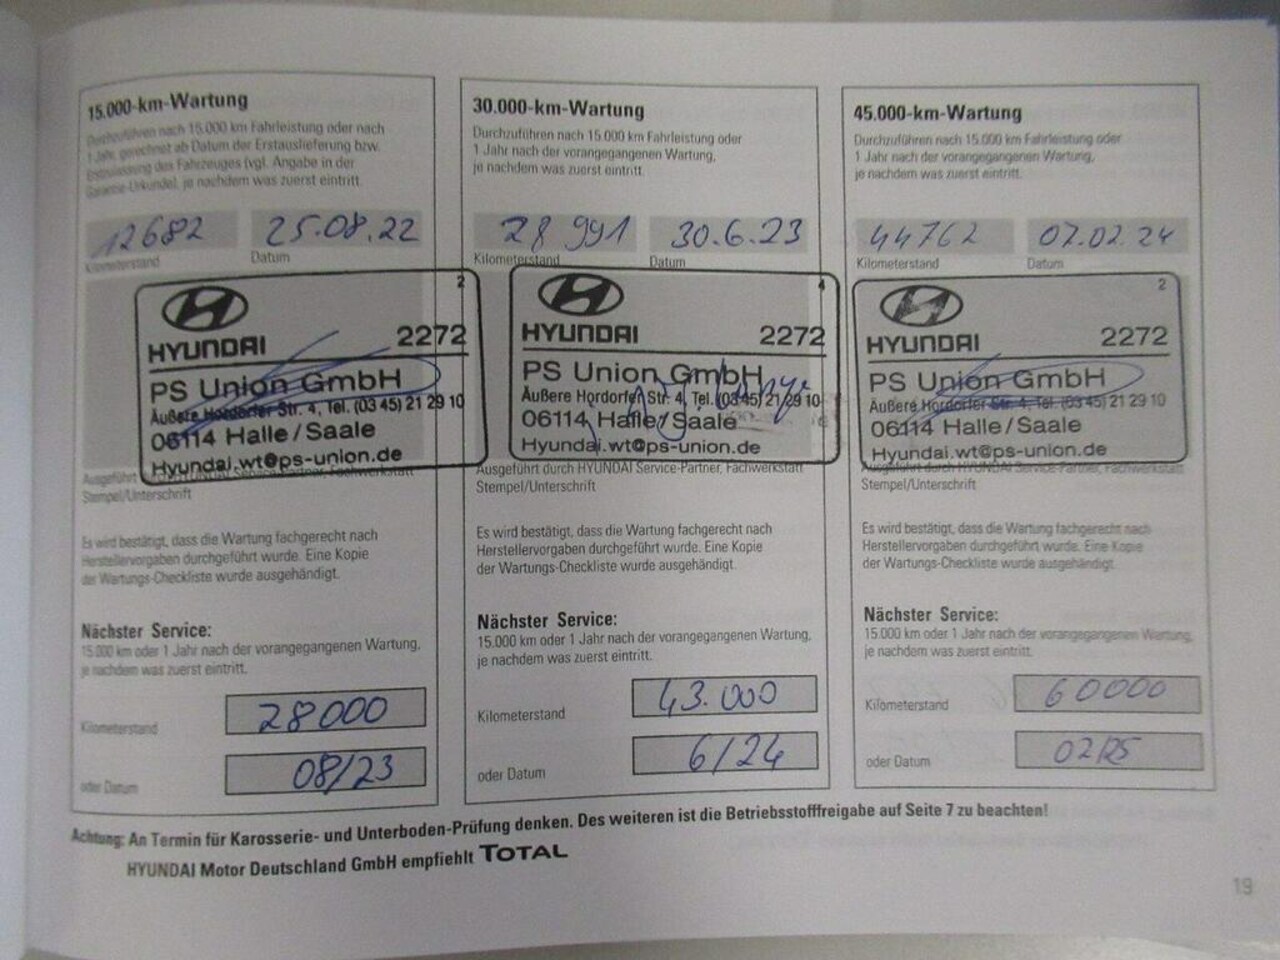 15.000-km-Wartung
Durchzuführen nach 15.000 km Fahrleistung oder nach
1 Jahr, gerechnet ab Datum der Erstauslieferung bzw.
Erstzulassung des Fahrzeuges (vgl. Angabe in der
Garantie-Urkunde), je nachdem was zuerst eintritt.
12682 25.08.22
Kilometerstand Datum
2
HYUNDAI 2272
PS Union GmbH
Äußere Hordorfer Str. 4, Tel. (03 45) 21 29 10
06114 Halle/Saale
Hyundai.wt@ps-union.de
Ausgeführt durch HYUNDAI Service-Partner, Fachwerkstatt
Stempel/Unterschrift
Es wird bestätigt, dass die Wartung fachgerecht nach
Herstellervorgaben durchgeführt wurde. Eine Kopie
der Wartungs-Checkliste wurde ausgehändigt.
Nächster Service:
15.000 km oder 1 Jahr nach der vorangegangenen Wartung,
je nachdem was zuerst eintritt.
Kilometerstand 28000
oder Datum 08/23
30.000-km-Wartung
Durchzuführen nach 15.000 km Fahrleistung oder
1 Jahr nach der vorangegangenen Wartung,
je nachdem was zuerst eintritt.
28 991 30.6.23
Kilometerstand Datum
4
HYUNDAI 2272
PS Union GmbH
Äußere Hordorfer Str. 4, Tel. (03 45) 21 29 10
06114 Halle/Saale
Hyundai.wt@ps-union.de
Ausgeführt durch HYUNDAI Service-Partner, Fachwerkstatt
Stempel/Unterschrift
Es wird bestätigt, dass die Wartung fachgerecht nach
Herstellervorgaben durchgeführt wurde. Eine Kopie
der Wartungs-Checkliste wurde ausgehändigt.
Nächster Service:
15.000 km oder 1 Jahr nach der vorangegangenen Wartung,
je nachdem was zuerst eintritt.
Kilometerstand 43.000
oder Datum 6/24
45.000-km-Wartung
Durchzuführen nach 15.000 km Fahrleistung oder
1 Jahr nach der vorangegangenen Wartung,
je nachdem was zuerst eintritt.
44762 07.02.24
Kilometerstand Datum
2
HYUNDAI 2272
PS Union GmbH
Äußere Hordorfer Str. 4, Tel. (03 45) 21 29 10
06114 Halle/Saale
Hyundai.wt@ps-union.de
Ausgeführt durch HYUNDAI Service-Partner, Fachwerkstatt
Stempel/Unterschrift
Es wird bestätigt, dass die Wartung fachgerecht nach
Herstellervorgaben durchgeführt wurde. Eine Kopie
der Wartungs-Checkliste wurde ausgehändigt.
Nächster Service:
15.000 km oder 1 Jahr nach der vorangegangenen Wartung,
je nachdem was zuerst eintritt.
Kilometerstand 60000
oder Datum 02/25
Achtung: An Termin für Karosserie- und Unterboden-Prüfung denken. Des weiteren ist die Betriebsstofffreigabe auf Seite 7 zu beachten!
HYUNDAI Motor Deutschland GmbH empfiehlt TOTAL
19